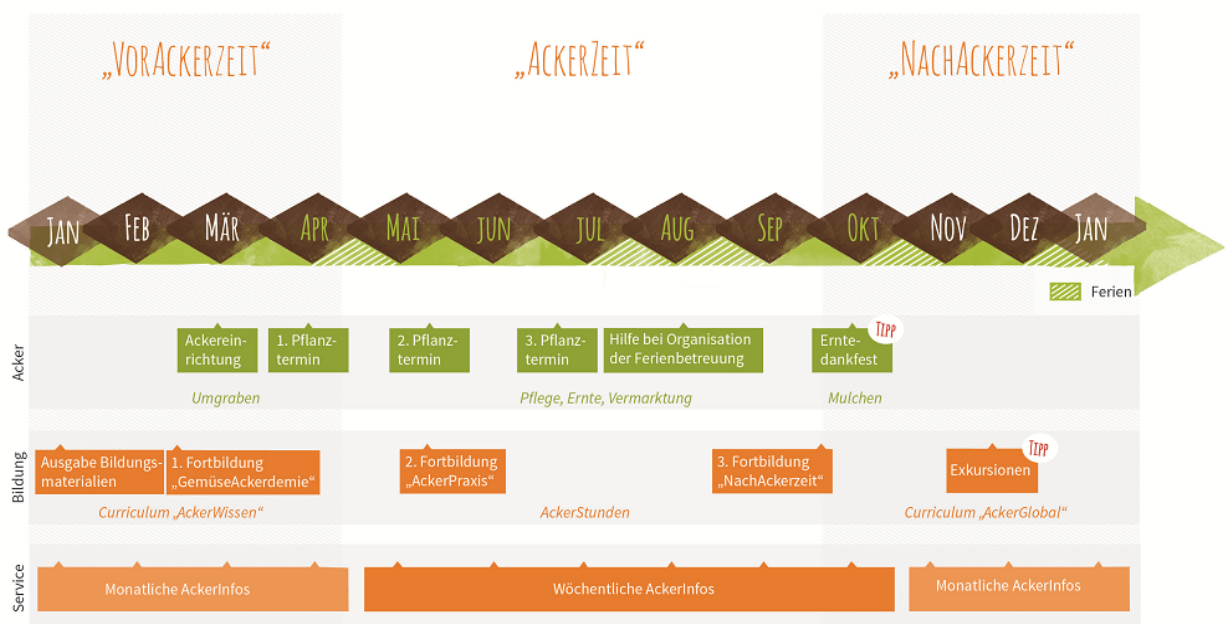 „VorAckerzeit“
„AckerZeit“
„NachAckerzeit“
Jan
Feb
Mär
Apr
Mai
Jun
Jul
Aug
Sep
Okt
Nov
Dez
Jan
Ferien
Acker
Ackerein-
richtung
1. Pflanz-
termin
2. Pflanz-
termin
3. Pflanz-
termin
Hilfe bei Organisation
der Ferienbetreuung
Ernte-
dankfest
Tipp
Umgraben
Pflege, Ernte, Vermarktung
Mulchen
Bildung
Ausgabe Bildungs-
materialien
1. Fortbildung
„GemüseAckerdemie“
2. Fortbildung
„AckerPraxis“
3. Fortbildung
„NachAckerzeit“
Exkursionen
Tipp
Curriculum „AckerWissen“
AckerStunden
Curriculum „AckerGlobal“
Service
Monatliche AckerInfos
Wöchentliche AckerInfos
Monatliche AckerInfos